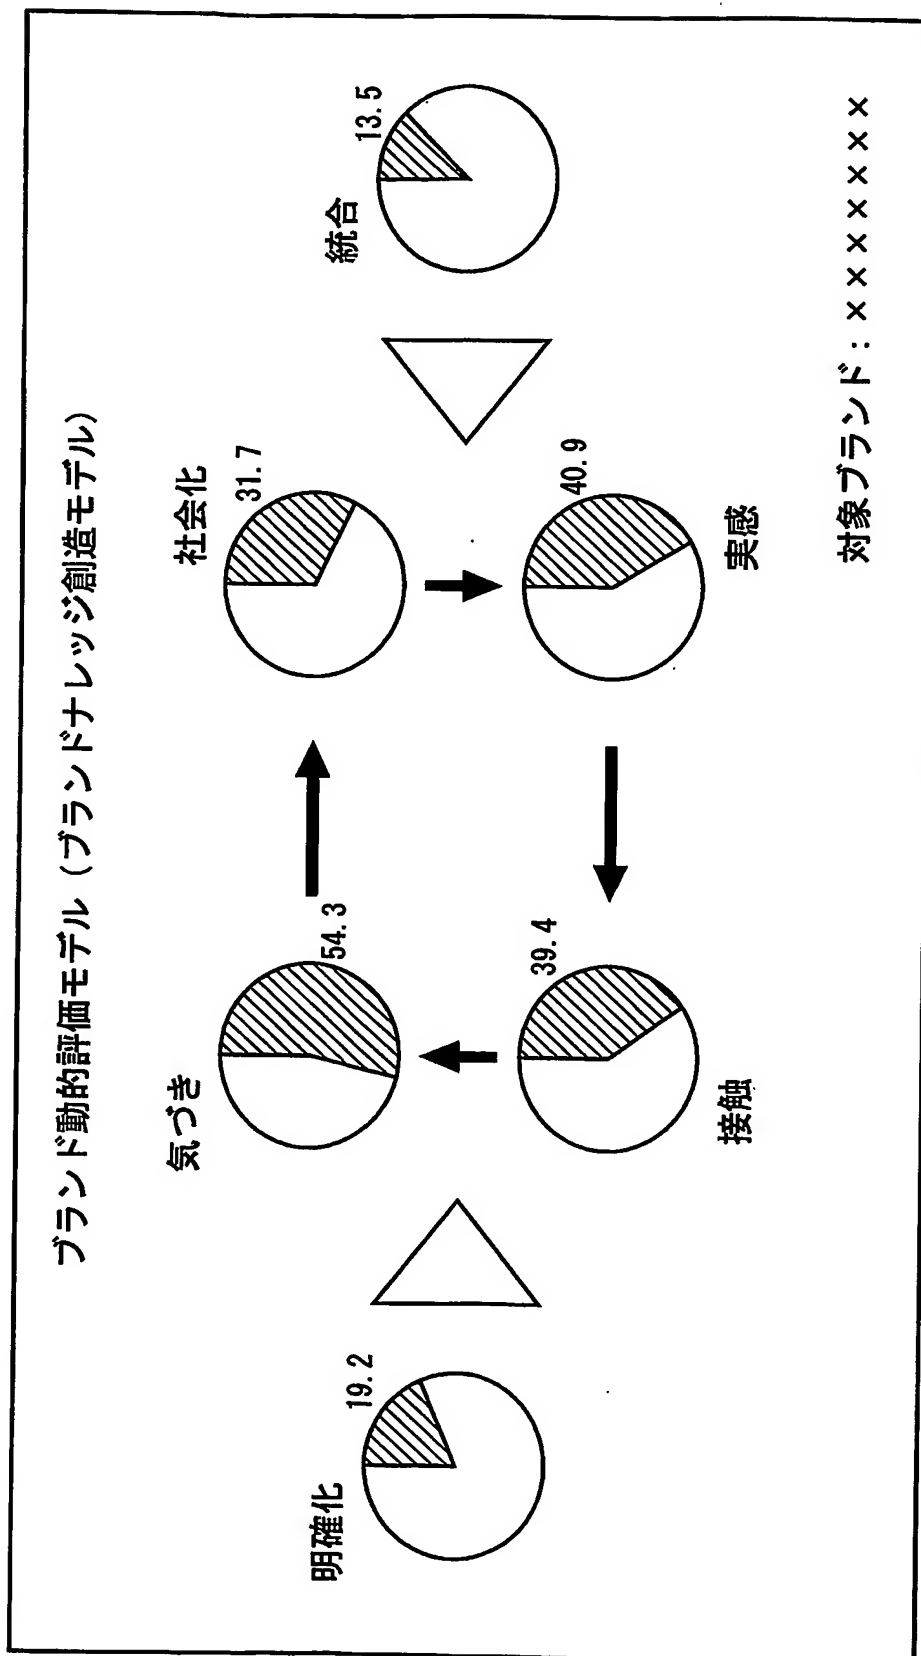 ブランド動的評価モデル（ブランドナレッジ創造モデル）
気づき
54.3
社会化
31.7
明確化
19.2
統合
13.5
接触
39.4
実感
40.9
対象ブランド：××××××××